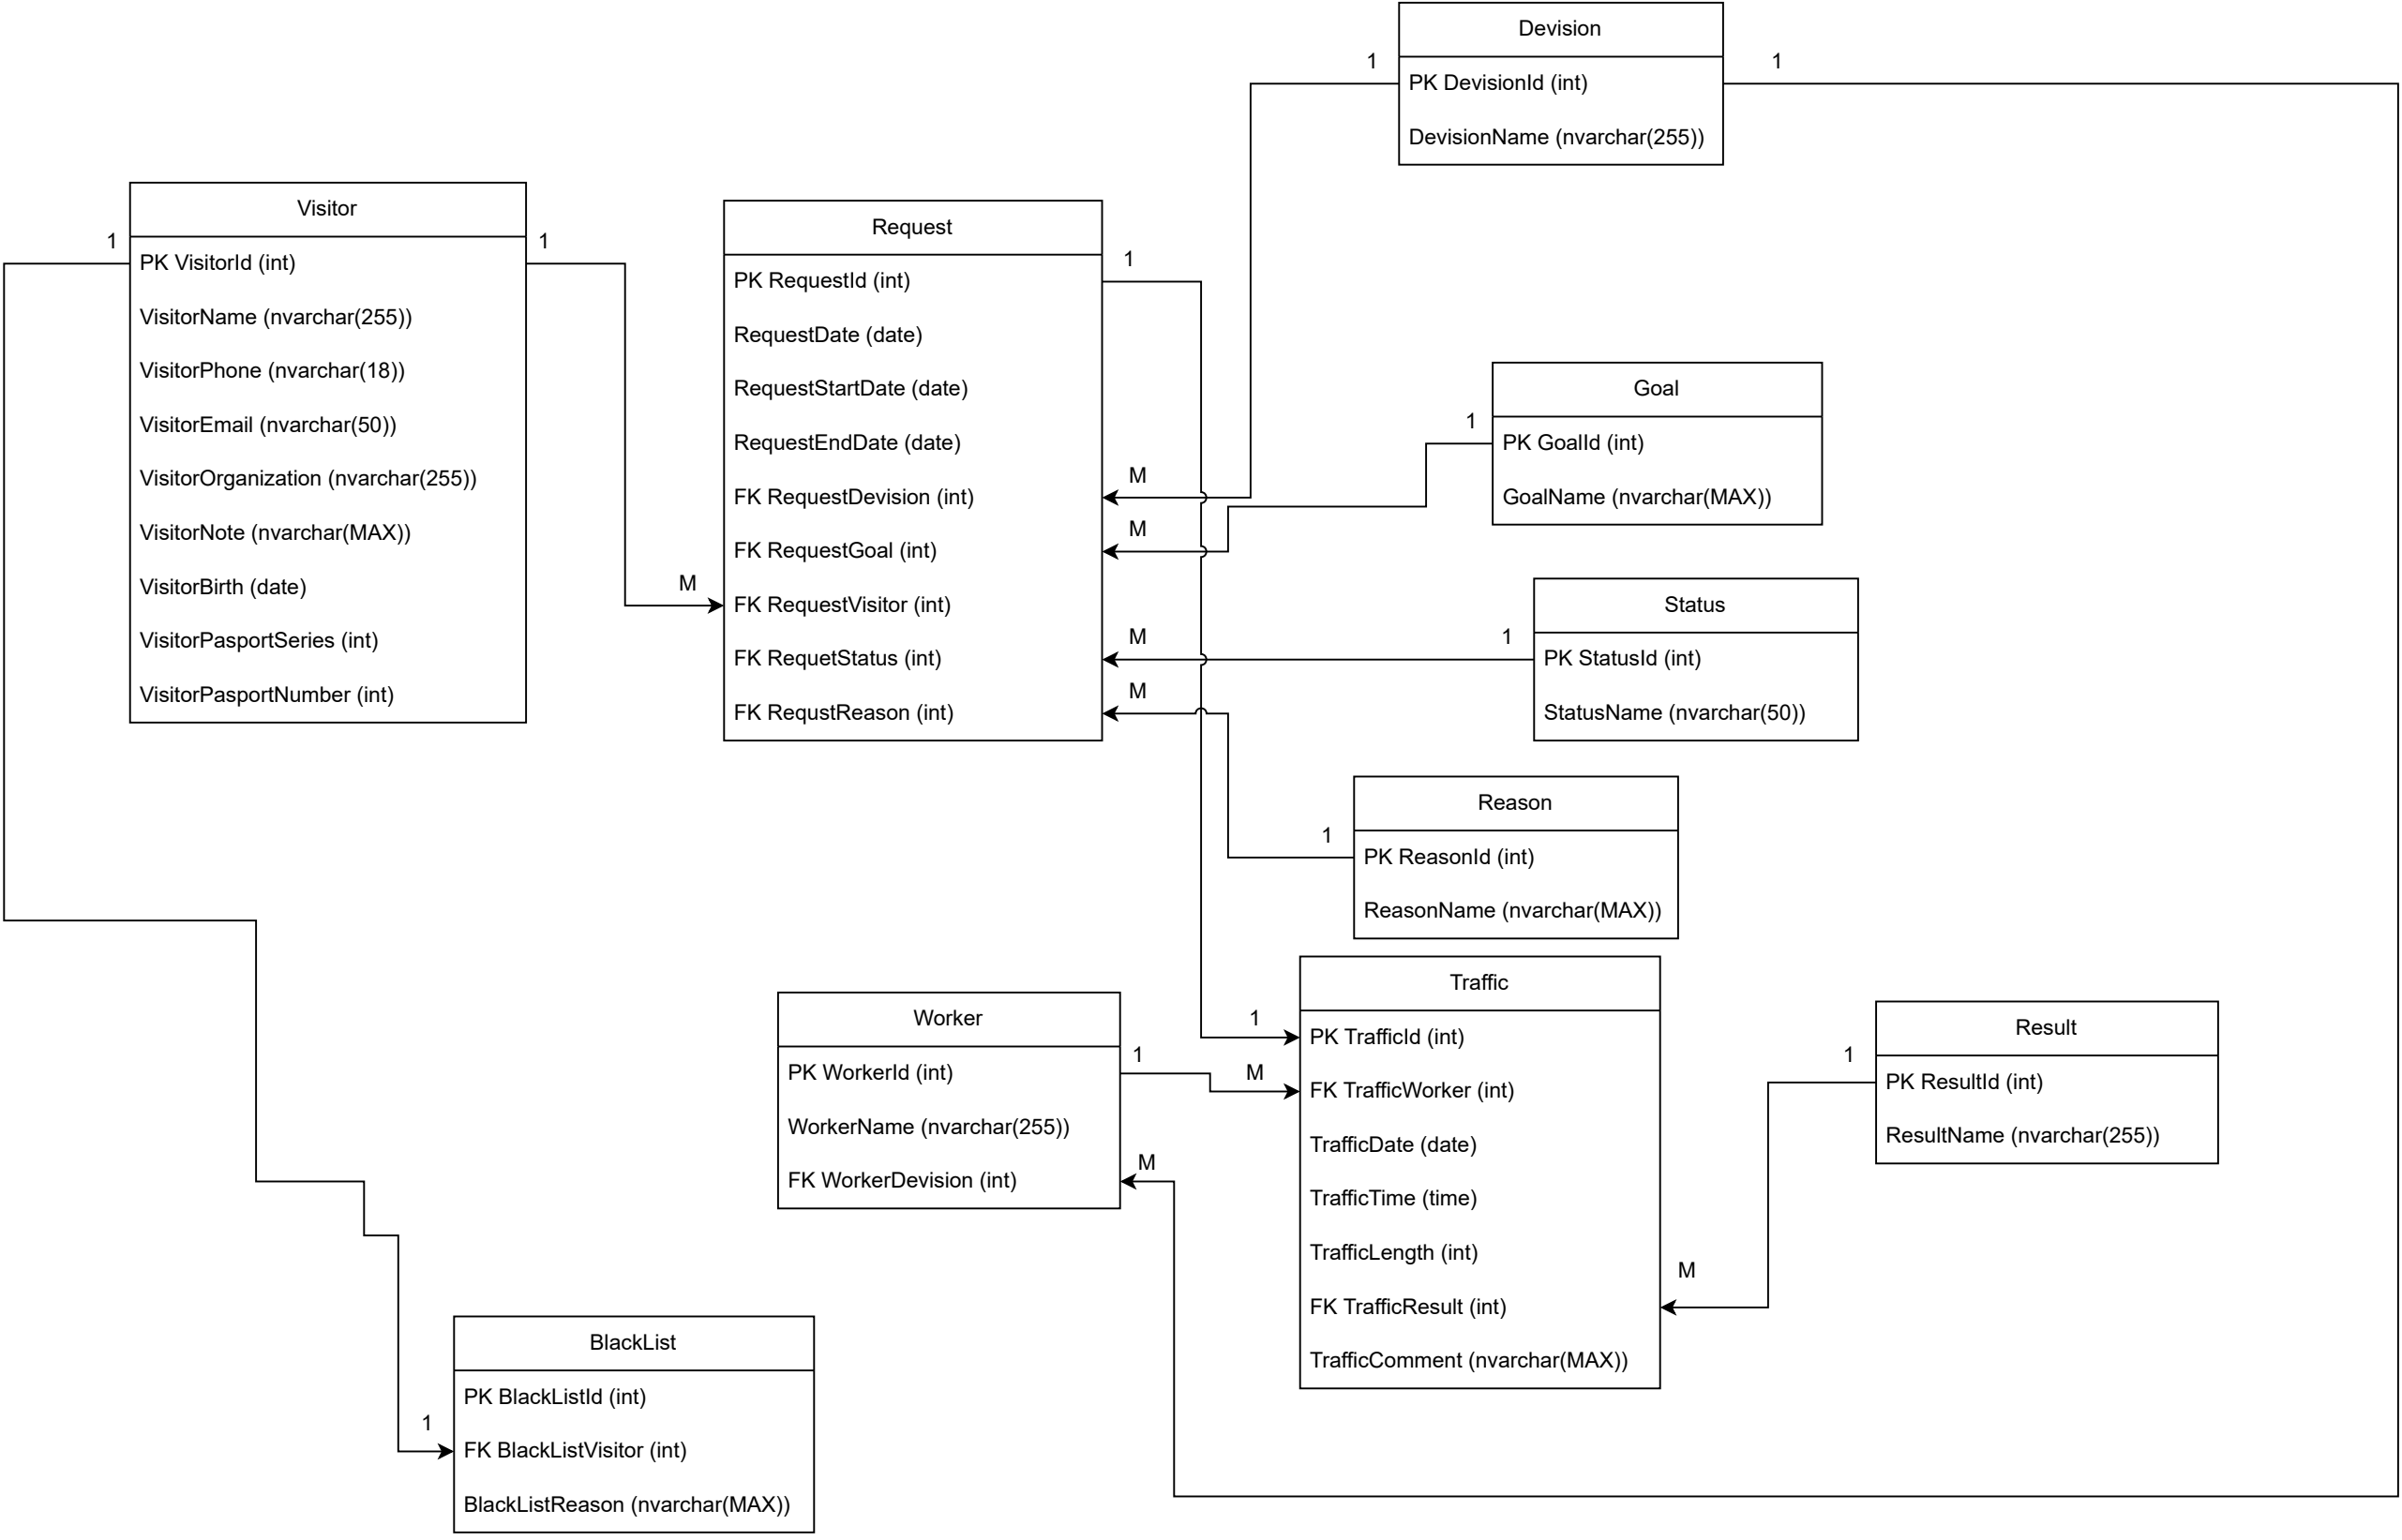 Devision
1
1
PK DevisionId (int)
DevisionName (nvarchar(255))
Visitor
1
1
PK VisitorId (int)
VisitorName (nvarchar(255))
VisitorPhone (nvarchar(18))
VisitorEmail (nvarchar(50))
VisitorOrganization (nvarchar(255))
VisitorNote (nvarchar(MAX))
VisitorBirth (date)
VisitorPasportSeries (int)
VisitorPasportNumber (int)
Request
1
PK RequestId (int)
RequestDate (date)
RequestStartDate (date)
RequestEndDate (date)
M
FK RequestDevision (int)
M
FK RequestGoal (int)
M
FK RequestVisitor (int)
M
FK RequetStatus (int)
M
FK RequstReason (int)
Goal
1
PK GoalId (int)
GoalName (nvarchar(MAX))
Status
1
PK StatusId (int)
StatusName (nvarchar(50))
Reason
1
PK ReasonId (int)
ReasonName (nvarchar(MAX))
Worker
1
PK WorkerId (int)
WorkerName (nvarchar(255))
M
FK WorkerDevision (int)
Traffic
1
PK TrafficId (int)
M
FK TrafficWorker (int)
TrafficDate (date)
TrafficTime (time)
TrafficLength (int)
M
FK TrafficResult (int)
TrafficComment (nvarchar(MAX))
Result
1
PK ResultId (int)
ResultName (nvarchar(255))
BlackList
PK BlackListId (int)
1
FK BlackListVisitor (int)
BlackListReason (nvarchar(MAX))